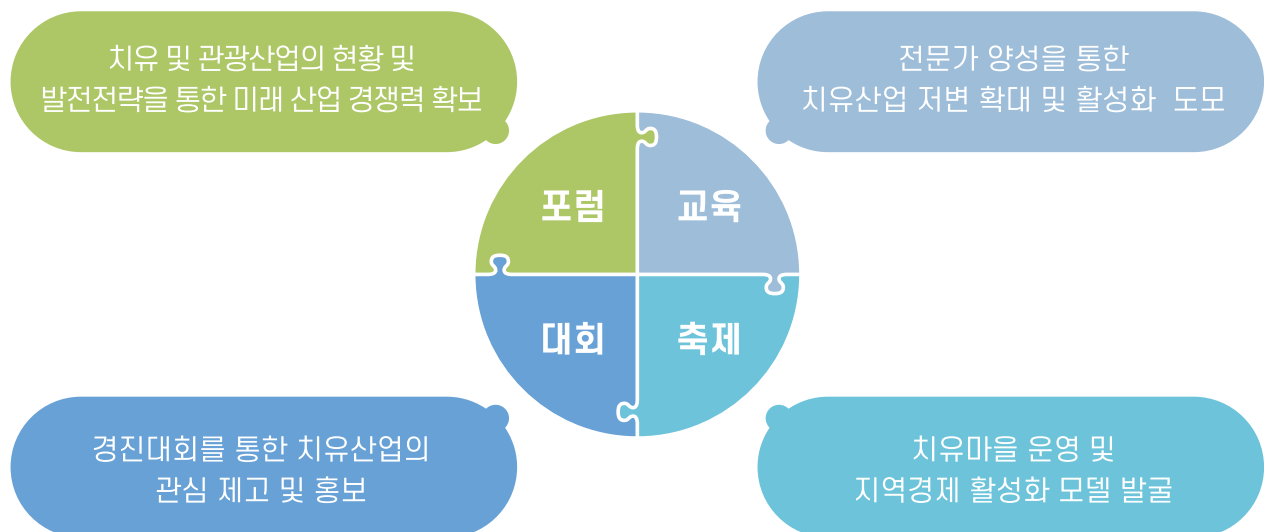 치유 및 관광산업의 현황 및
발전전략을 통한 미래 산업 경쟁력 확보
전문가 양성을 통한
치유산업 저변 확대 및 활성화 도모
포럼
교육
대회
축제
경진대회를 통한 치유산업의
관심 제고 및 홍보
치유마을 운영 및
지역경제 활성화 모델 발굴